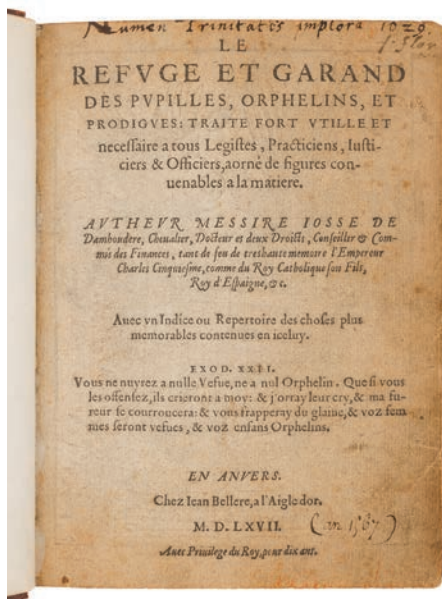 Numen Trinitatis implora 1629.
LE
REFVGE ET GARAND
DES PVPILLES, ORPHELINS, ET
PRODIGVES: TRAITE FORT VTILLE ET
necessaire a tous Legistes, Practiciens, Iusti-
ciers & Officiers, aorné de figures con-
uenables a la matiere.
AVTHEVR MESSIRE IOSSE DE
Damhoudere, Cheualier, Docteur et deux Droicts, Conseillier & Com-
mis des Finances, tant de feu de treshaute memoire l'Empereur
Charles Cinquiesme, comme du Roy Catholique son Filz,
Roy d'Espaigne, &c.
Auec vn Indice ou Repertoire des choses plus
memorables contenues en iceluy.
EXOD. XXII.
Vous ne nuyrez a nulle Vefue, ne a nul Orphelin. Que si vous
les offensez, ils crieront a moy: & j'orray leur cry, & ma fu-
reur se courroucera: & vous frapperay du glaiue, & voz fem
mes seront vefues, & voz enfans Orphelins.
EN ANVERS.
Chez Iean Bellere, a l'Aigle dor.
M. D. LXVII. (an. 1567)
Auec Priuilege du Roy, pour dix ans.